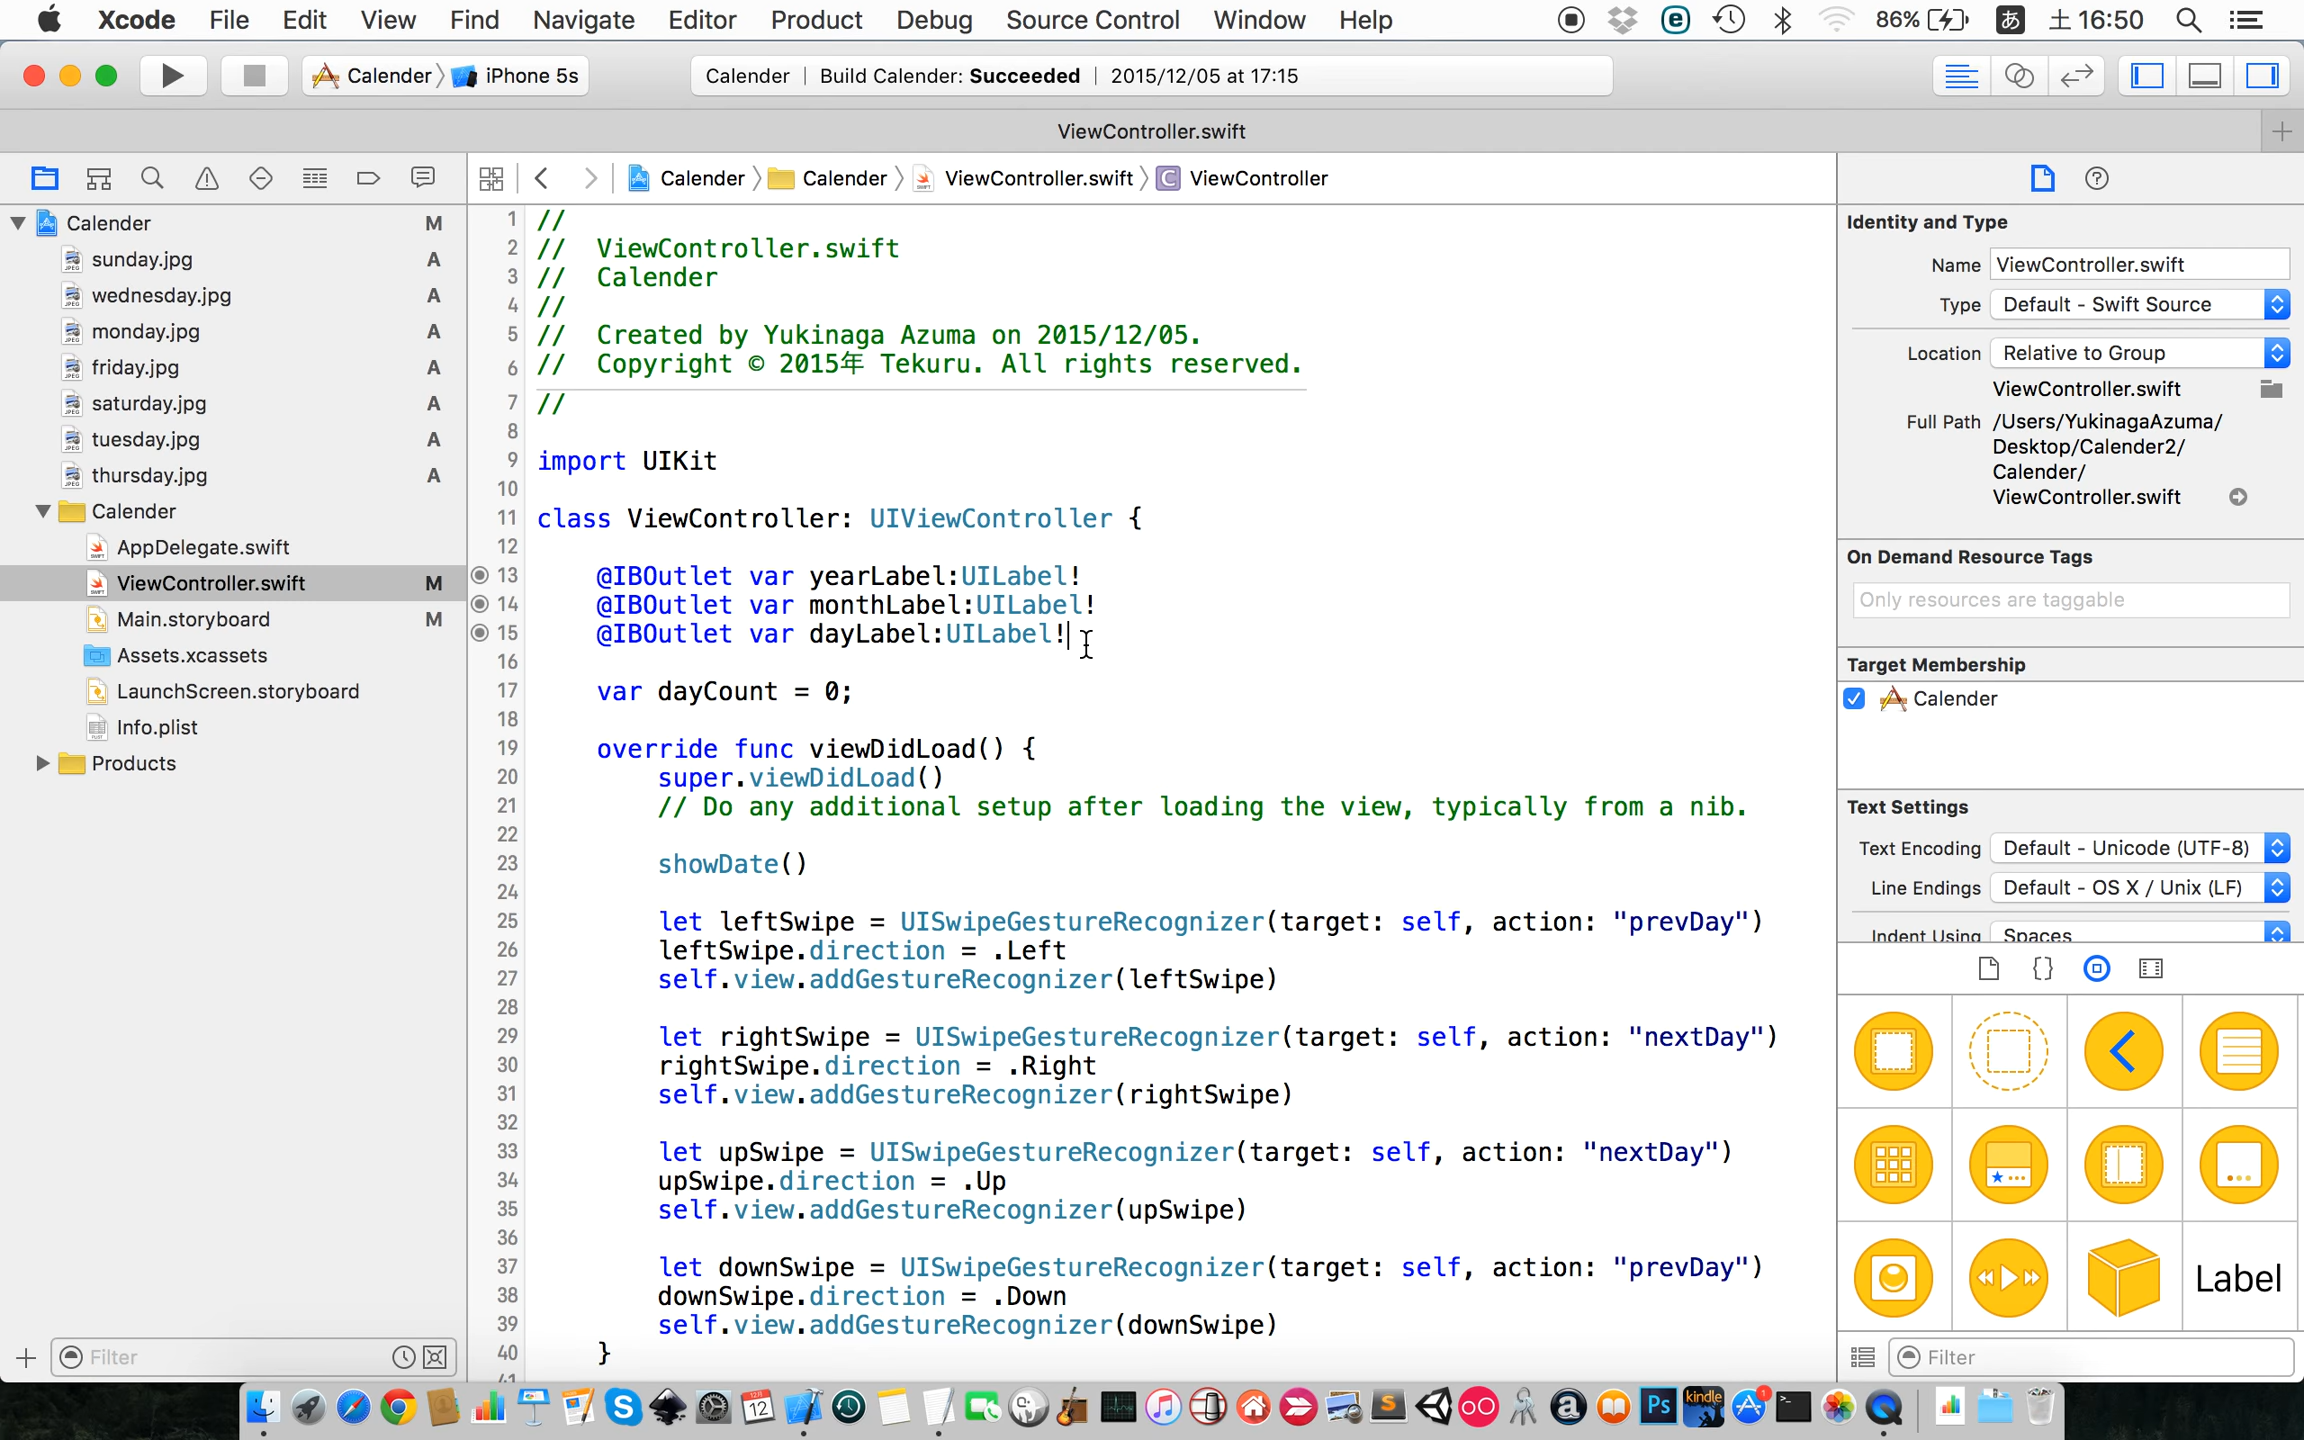 Xcode File Edit View Find Navigate Editor Product Debug Source Control Window Help 86% あ 土 16:50
Calender iPhone 5s Calender Build Calender: Succeeded 2015/12/05 at 17:15
ViewController.swift
Calender Calender ViewController.swift C ViewController
Calender M
sunday.jpg A
wednesday.jpg A
monday.jpg A
friday.jpg A
saturday.jpg A
tuesday.jpg A
thursday.jpg A
Calender
AppDelegate.swift
ViewController.swift M
Main.storyboard M
Assets.xcassets
LaunchScreen.storyboard
Info.plist
Products
Filter
1 //
2 //  ViewController.swift
3 //  Calender
4 //
5 //  Created by Yukinaga Azuma on 2015/12/05.
6 //  Copyright © 2015年 Tekuru. All rights reserved.
7 //
8
9 import UIKit
10
11 class ViewController: UIViewController {
12
13     @IBOutlet var yearLabel:UILabel!
14     @IBOutlet var monthLabel:UILabel!
15     @IBOutlet var dayLabel:UILabel!
16
17     var dayCount = 0;
18
19     override func viewDidLoad() {
20         super.viewDidLoad()
21         // Do any additional setup after loading the view, typically from a nib.
22
23         showDate()
24
25         let leftSwipe = UISwipeGestureRecognizer(target: self, action: "prevDay")
26         leftSwipe.direction = .Left
27         self.view.addGestureRecognizer(leftSwipe)
28
29         let rightSwipe = UISwipeGestureRecognizer(target: self, action: "nextDay")
30         rightSwipe.direction = .Right
31         self.view.addGestureRecognizer(rightSwipe)
32
33         let upSwipe = UISwipeGestureRecognizer(target: self, action: "nextDay")
34         upSwipe.direction = .Up
35         self.view.addGestureRecognizer(upSwipe)
36
37         let downSwipe = UISwipeGestureRecognizer(target: self, action: "prevDay")
38         downSwipe.direction = .Down
39         self.view.addGestureRecognizer(downSwipe)
40     }
41
Identity and Type
Name ViewController.swift
Type Default - Swift Source
Location Relative to Group
ViewController.swift
Full Path /Users/YukinagaAzuma/
Desktop/Calender2/
Calender/
ViewController.swift
On Demand Resource Tags
Only resources are taggable
Target Membership
Calender
Text Settings
Text Encoding Default - Unicode (UTF-8)
Line Endings Default - OS X / Unix (LF)
Indent Using Spaces
Label
Filter
12 Ps kindle 1